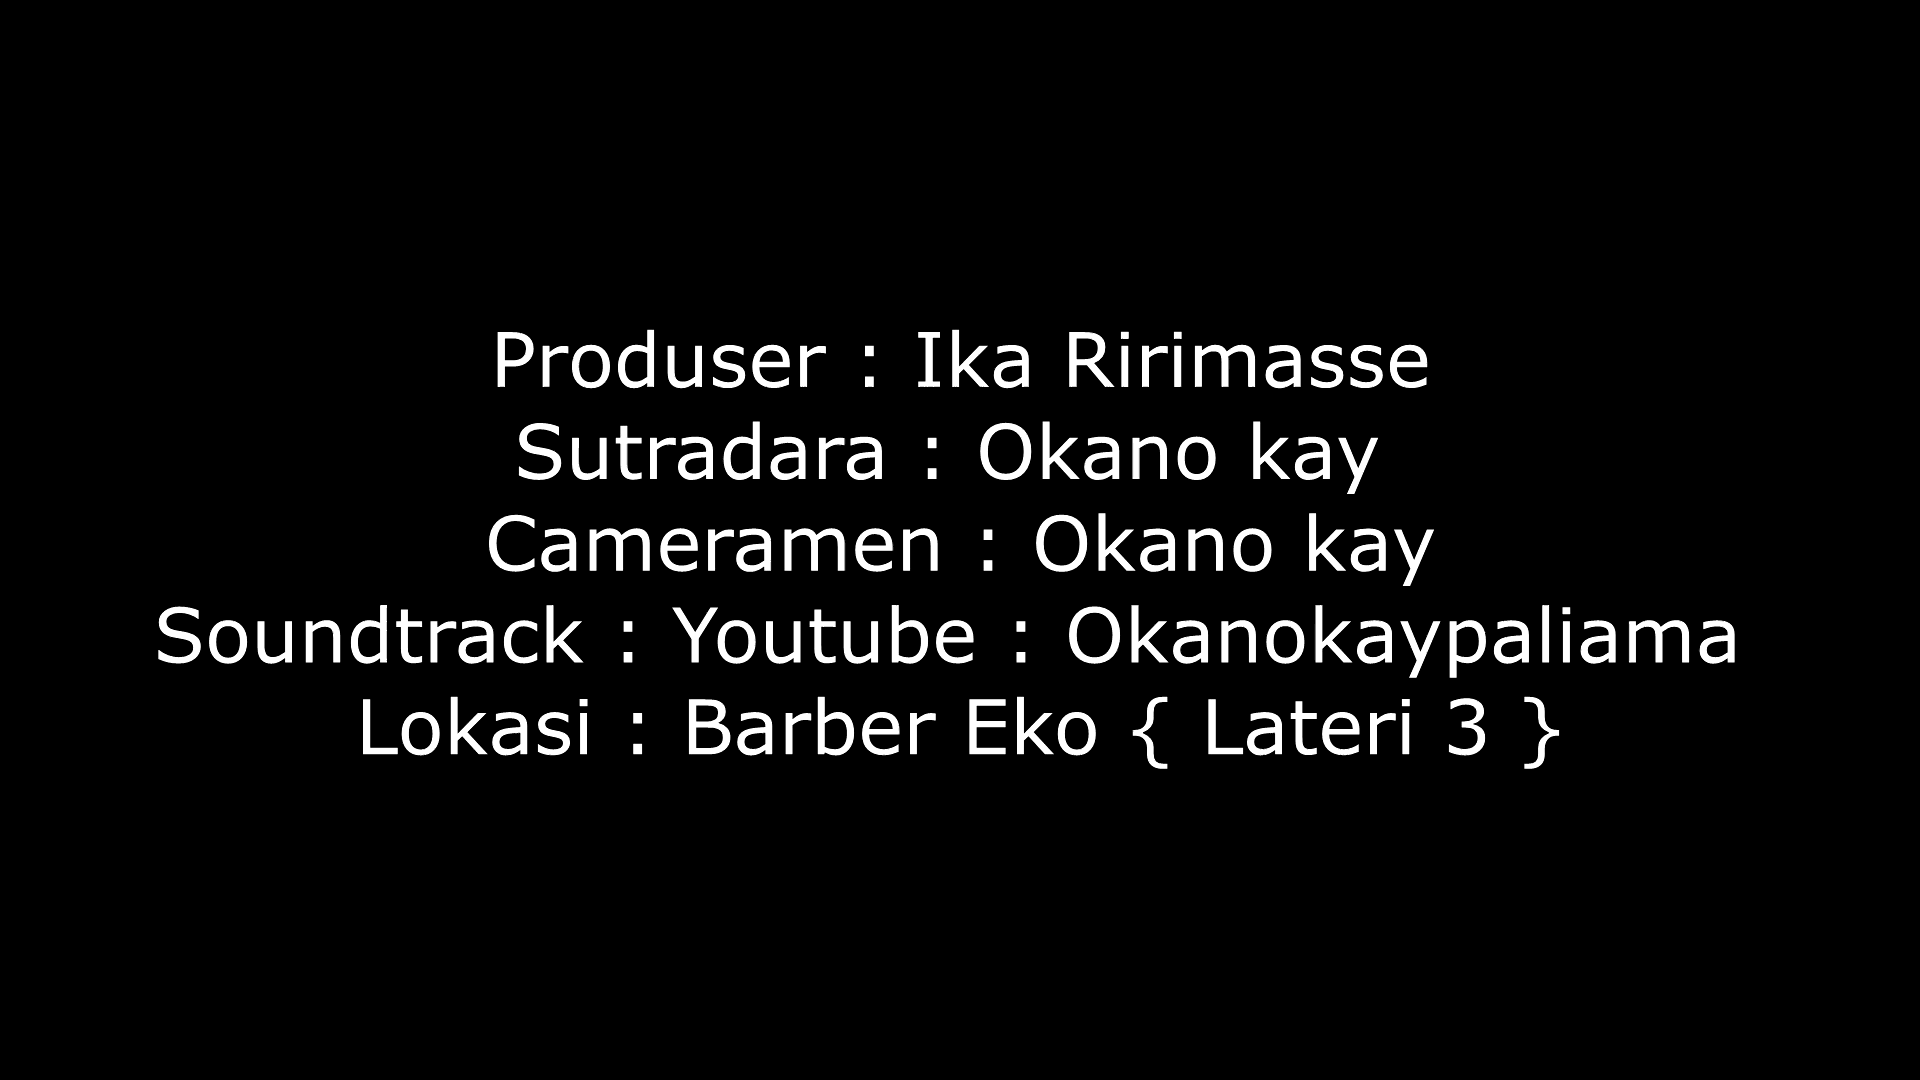 Produser : Ika Ririmasse
Sutradara : Okano kay
Cameramen : Okano kay
Soundtrack : Youtube : Okanokaypaliama
Lokasi : Barber Eko { Lateri 3 }